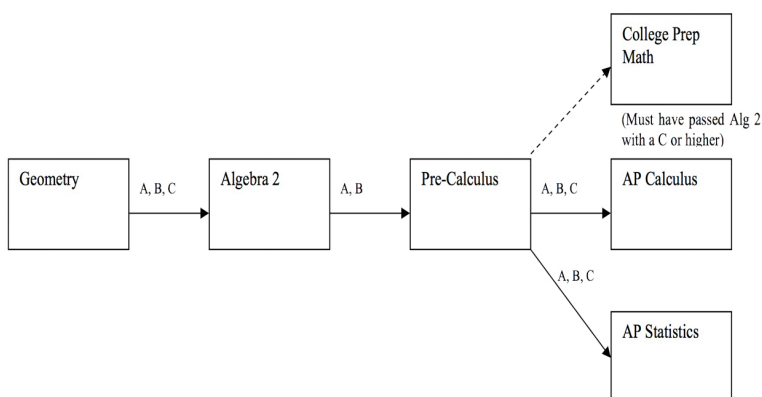 College Prep
Math
(Must have passed Alg 2
with a C or higher)
Geometry
A, B, C
Algebra 2
A, B
Pre-Calculus
A, B, C
AP Calculus
A, B, C
AP Statistics